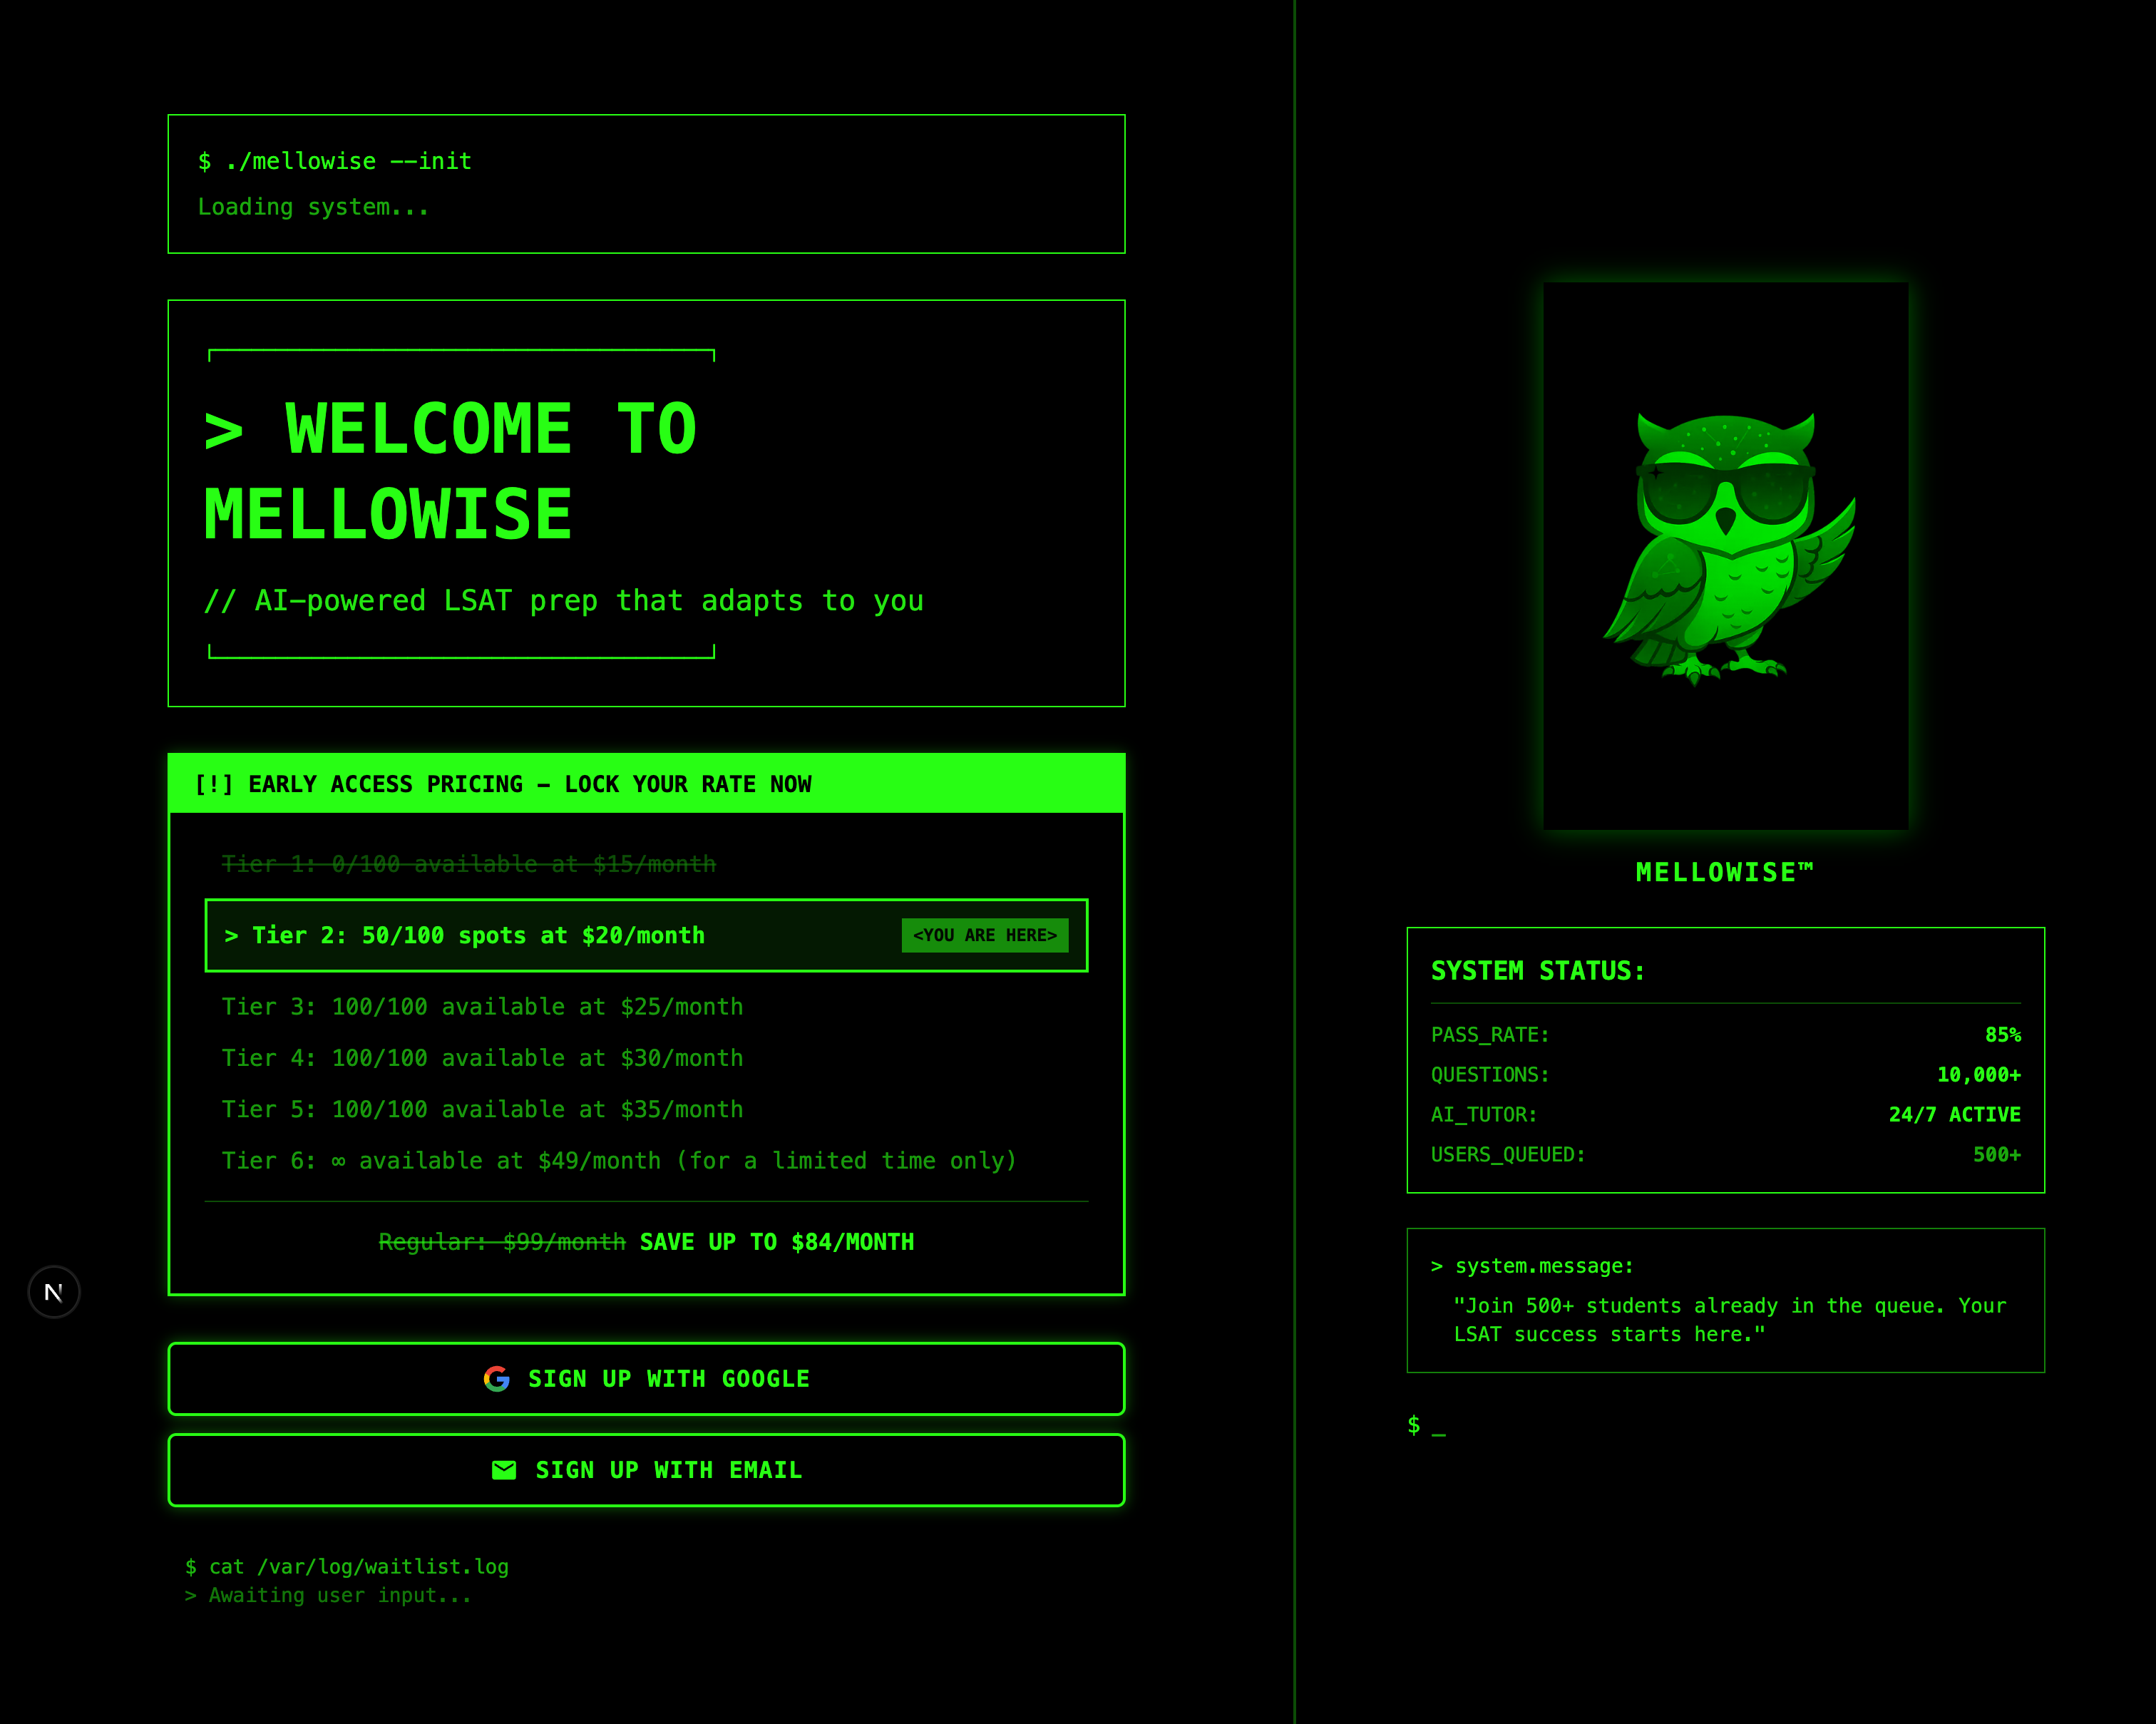 $ ./mellowise --init
Loading system...
> WELCOME TO
MELLOWISE
// AI-powered LSAT prep that adapts to you
[!] EARLY ACCESS PRICING - LOCK YOUR RATE NOW
Tier 1: 0/100 available at $15/month
> Tier 2: 50/100 spots at $20/month <YOU ARE HERE>
Tier 3: 100/100 available at $25/month
Tier 4: 100/100 available at $30/month
Tier 5: 100/100 available at $35/month
Tier 6: ∞ available at $49/month (for a limited time only)
Regular: $99/month SAVE UP TO $84/MONTH
N
SIGN UP WITH GOOGLE
SIGN UP WITH EMAIL
$ cat /var/log/waitlist.log
> Awaiting user input...
MELLOWISE™
SYSTEM STATUS:
PASS_RATE: 85%
QUESTIONS: 10,000+
AI_TUTOR: 24/7 ACTIVE
USERS_QUEUED: 500+
> system.message:
"Join 500+ students already in the queue. Your
LSAT success starts here."
$ _